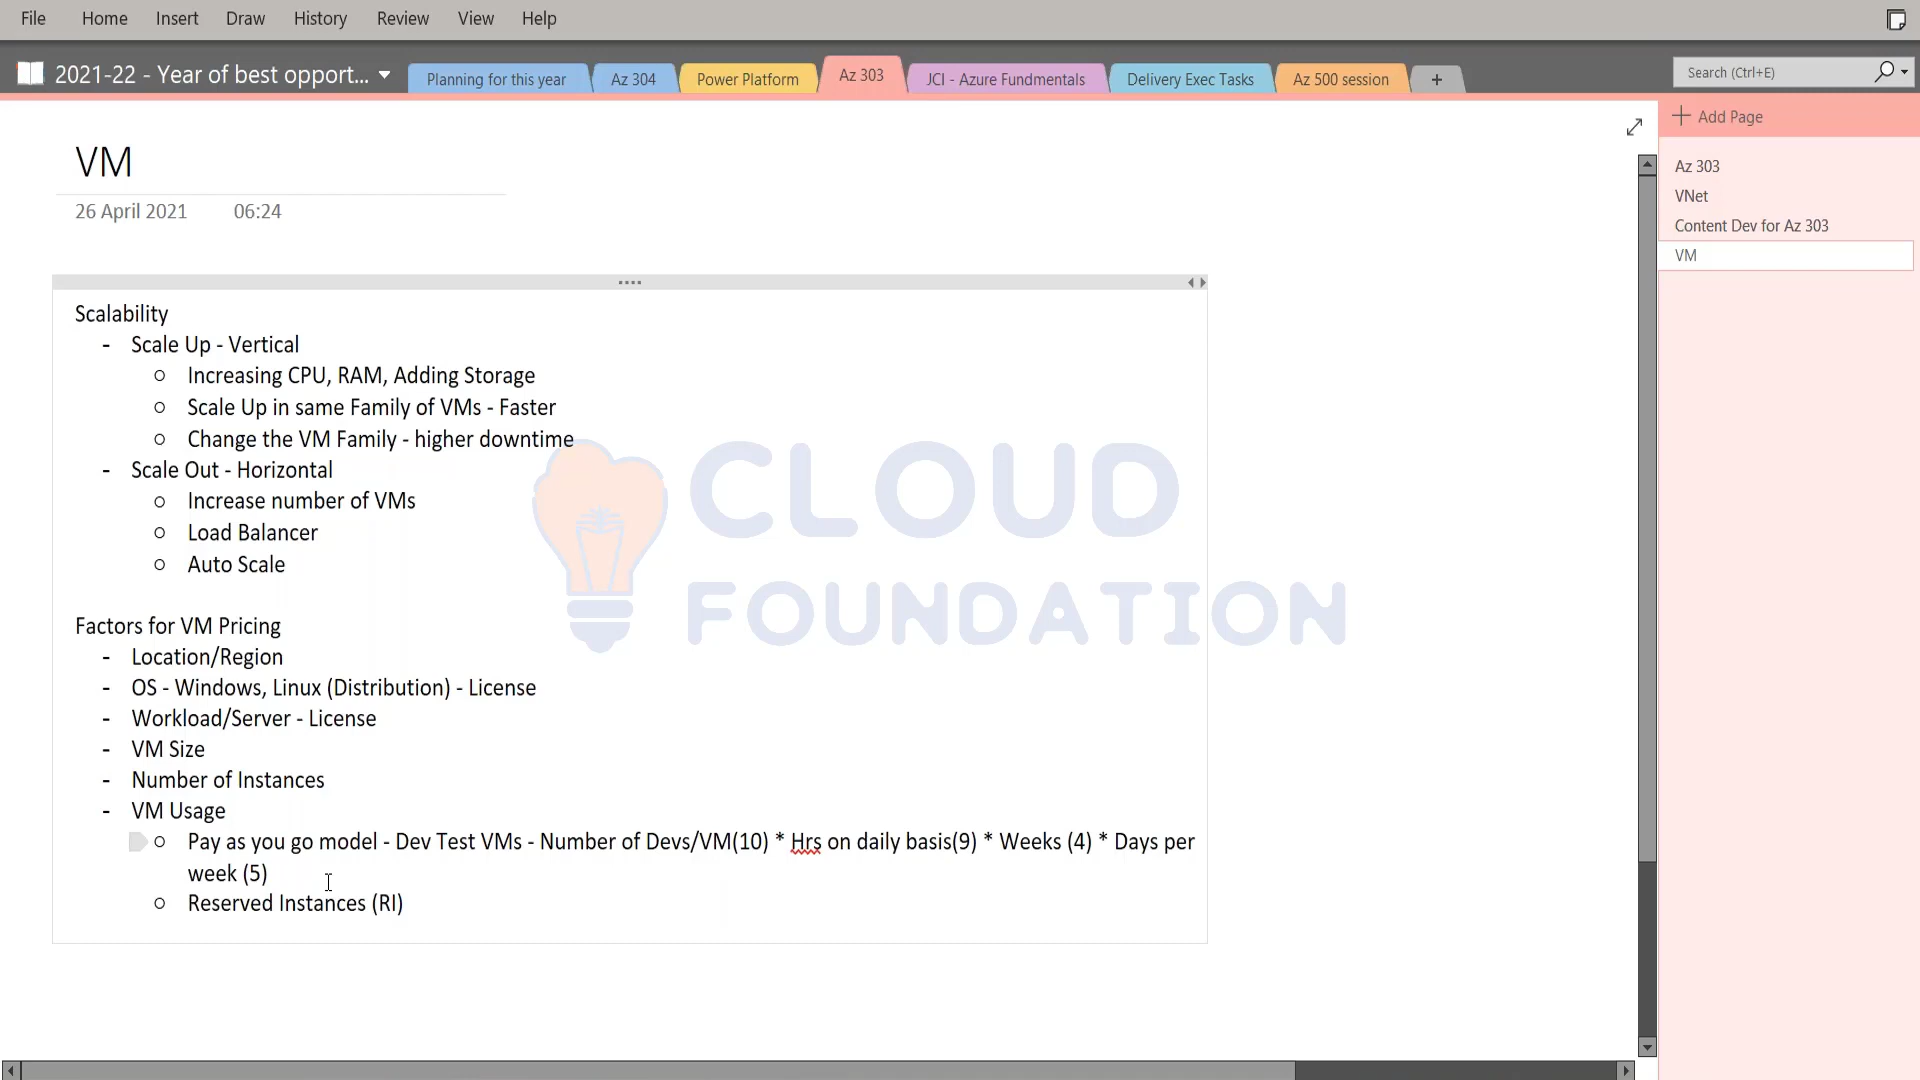 File Home Insert Draw History Review View Help
2021-22 - Year of best opport... Planning for this year Az 304 Power Platform Az 303 JCI - Azure Fundmentals Delivery Exec Tasks Az 500 session + Search (Ctrl+E)
Add Page
VM
26 April 2021 06:24
Az 303
VNet
Content Dev for Az 303
VM
Scalability
- Scale Up - Vertical
o Increasing CPU, RAM, Adding Storage
o Scale Up in same Family of VMs - Faster
o Change the VM Family - higher downtime
- Scale Out - Horizontal
o Increase number of VMs
o Load Balancer
o Auto Scale
Factors for VM Pricing
- Location/Region
- OS - Windows, Linux (Distribution) - License
- Workload/Server - License
- VM Size
- Number of Instances
- VM Usage
o Pay as you go model - Dev Test VMs - Number of Devs/VM(10) * Hrs on daily basis(9) * Weeks (4) * Days per
week (5)
o Reserved Instances (RI)
CLOUD
FOUNDATION